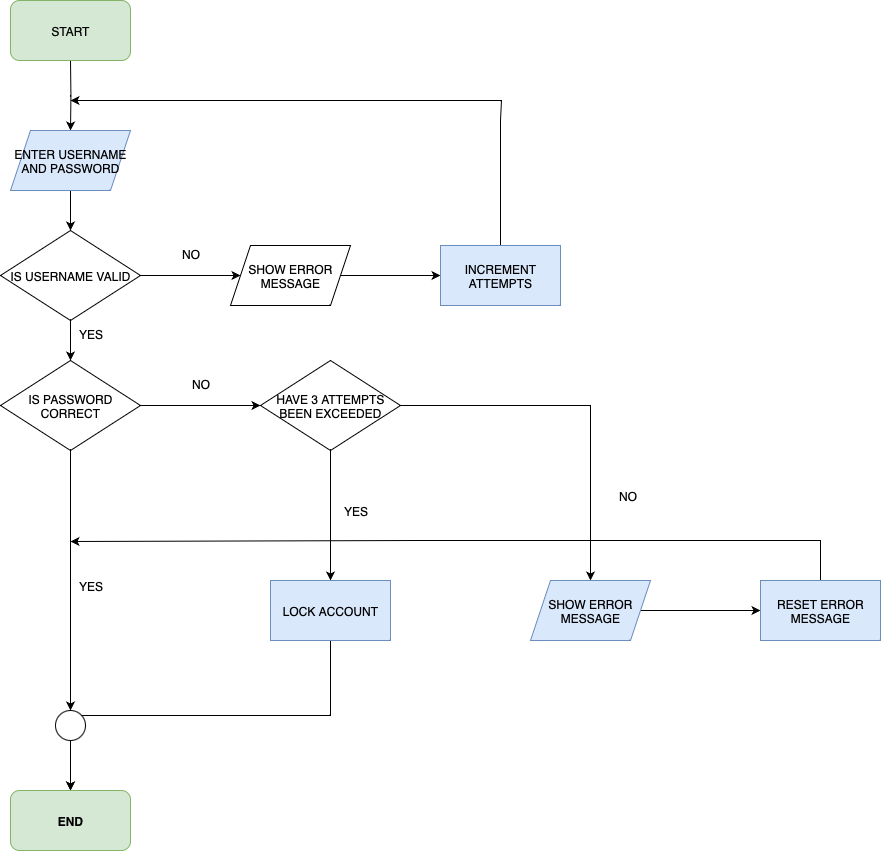 START
ENTER USERNAME
AND PASSWORD
NO
IS USERNAME VALID
SHOW ERROR
MESSAGE
INCREMENT
ATTEMPTS
YES
NO
IS PASSWORD
CORRECT
HAVE 3 ATTEMPTS
BEEN EXCEEDED
NO
YES
YES
LOCK ACCOUNT
SHOW ERROR
MESSAGE
RESET ERROR
MESSAGE
END